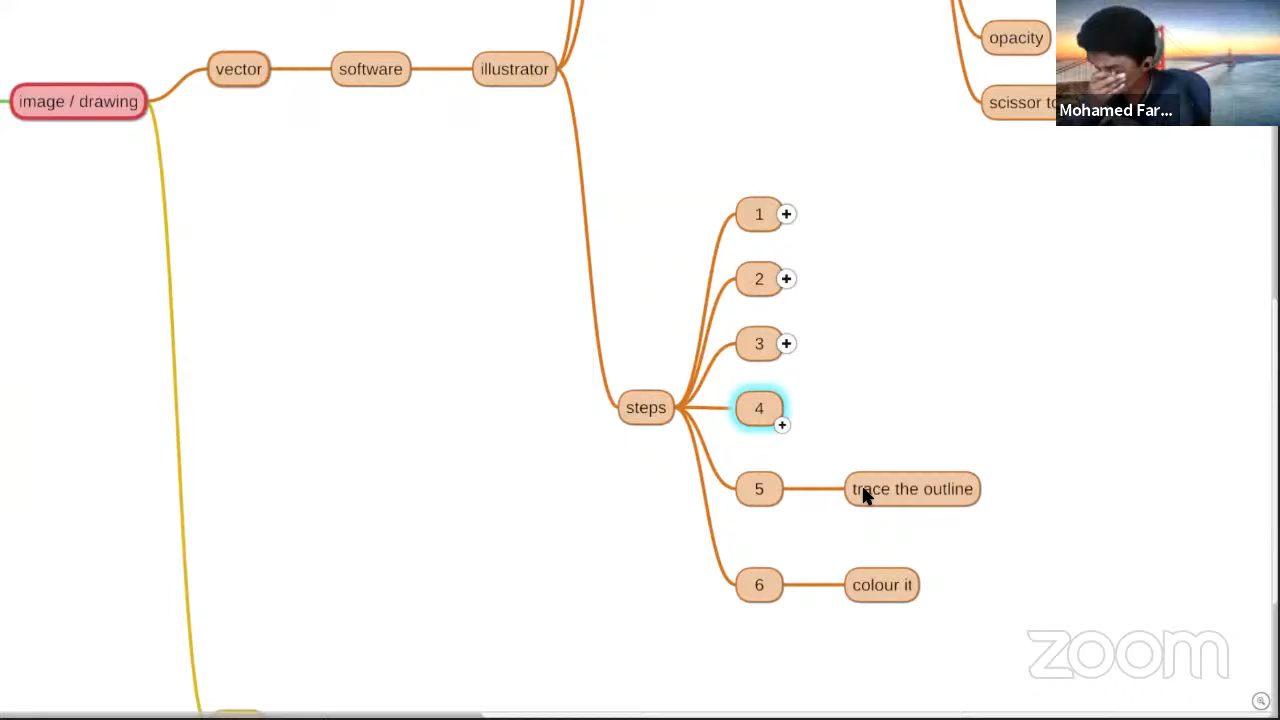 opacity
vector
software
illustrator
image / drawing
scissor to
Mohamed Far...
1
2
3
steps
4
5
trace the outline
6
colour it
zoom